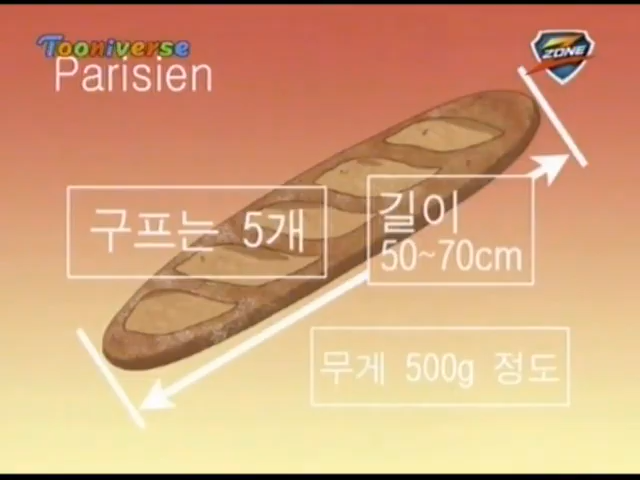 Tooniverse
Z ZONE
Parisien
구프는 5개
길이
50~70cm
무게 500g 정도